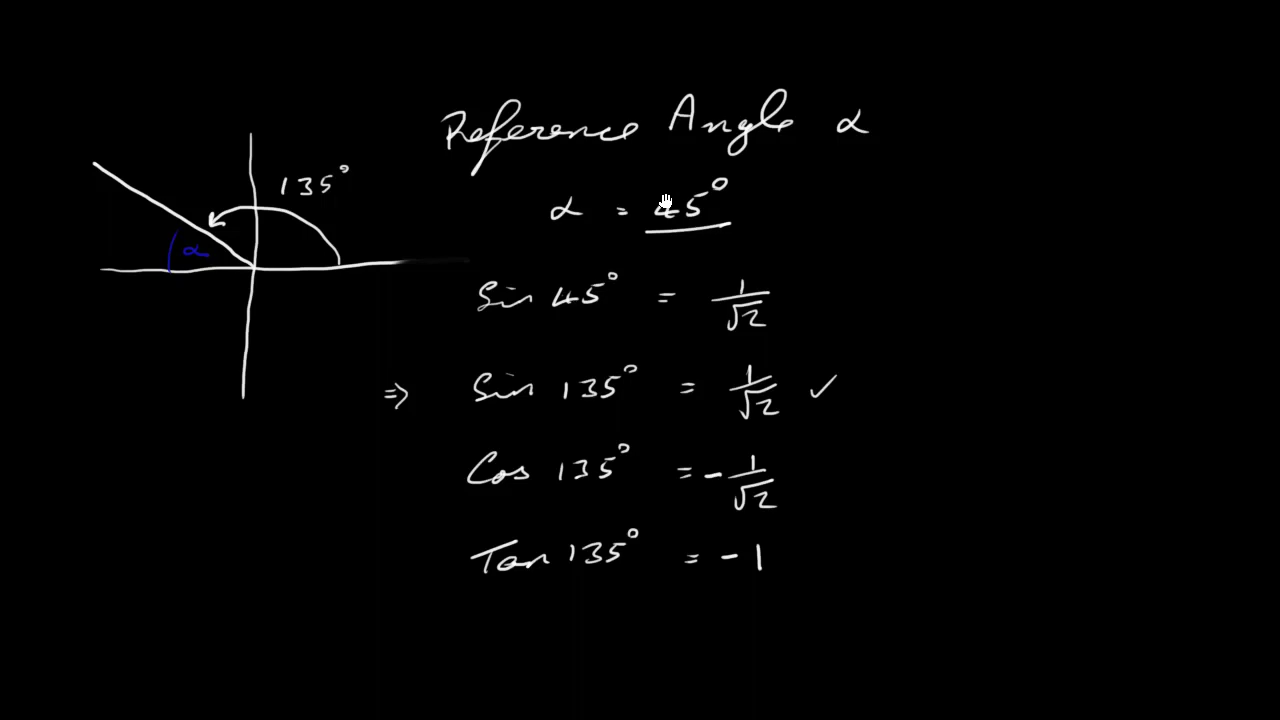 Reference Angle α
135°
α
α = 45°
Sin 45° = 1/√2
⇒ Sin 135° = 1/√2 ✓
Cos 135° = - 1/√2
Tan 135° = - 1